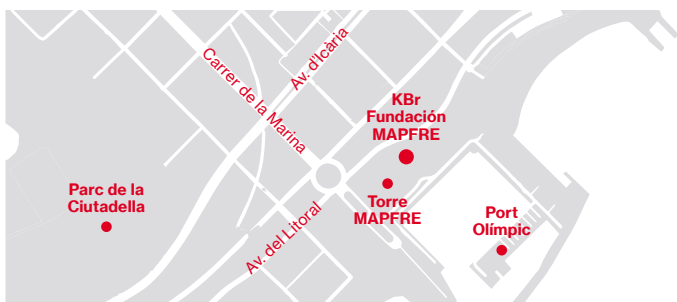 Carrer de la Marina
Av. d'Icària
KBr
Fundación
MAPFRE
Parc de la
Ciutadella
Torre
MAPFRE
Port
Olímpic
Av. del Litoral